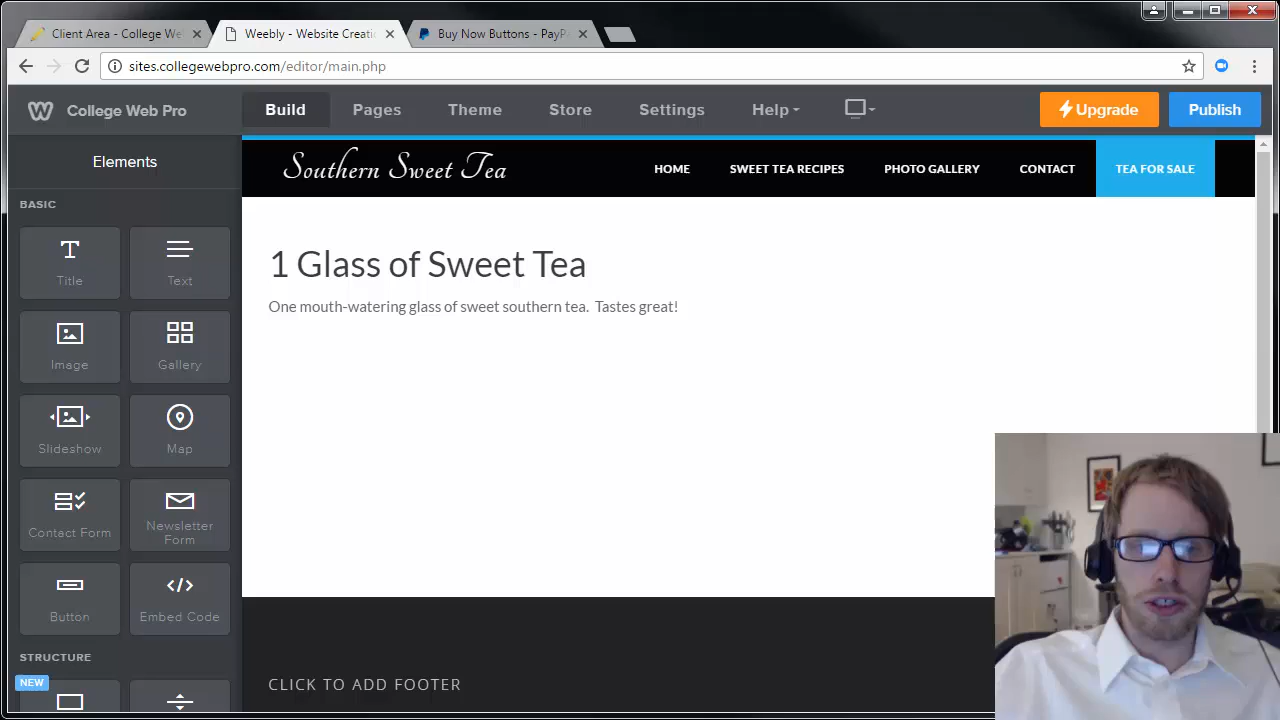 Client Area - College We
Weebly - Website Creati
Buy Now Buttons - PayP
sites.collegewebpro.com/editor/main.php
College Web Pro
Build
Pages
Theme
Store
Settings
Help
Upgrade
Publish
Elements
Southern Sweet Tea
HOME
SWEET TEA RECIPES
PHOTO GALLERY
CONTACT
TEA FOR SALE
BASIC
Title
Text
Image
Gallery
Slideshow
Map
Contact Form
Newsletter
Form
Button
Embed Code
STRUCTURE
NEW
1 Glass of Sweet Tea
One mouth-watering glass of sweet southern tea. Tastes great!
CLICK TO ADD FOOTER